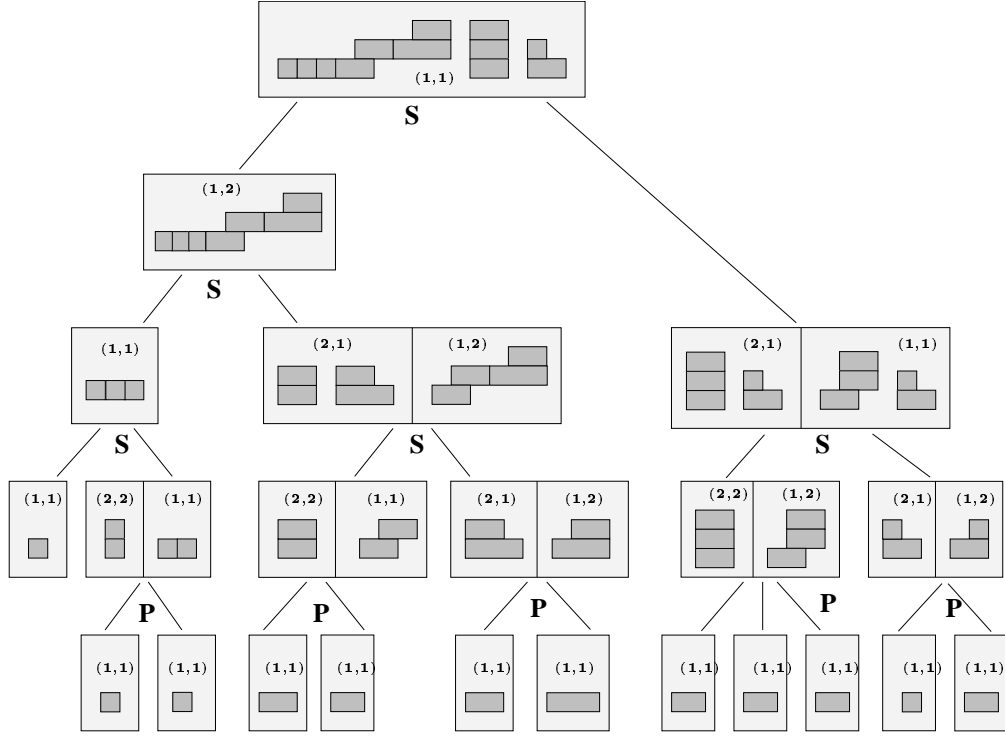 (1,1)
S
(1,2)
S
(1,1)
(2,1) (1,2)
(2,1) (1,1)
S
S
S
(1,1)
(2,2) (1,1)
(2,2) (1,1)
(2,1) (1,2)
(2,2) (1,2)
(2,1) (1,2)
P
P
P
P
P
(1,1)
(1,1)
(1,1)
(1,1)
(1,1)
(1,1)
(1,1)
(1,1)
(1,1)
(1,1)
(1,1)